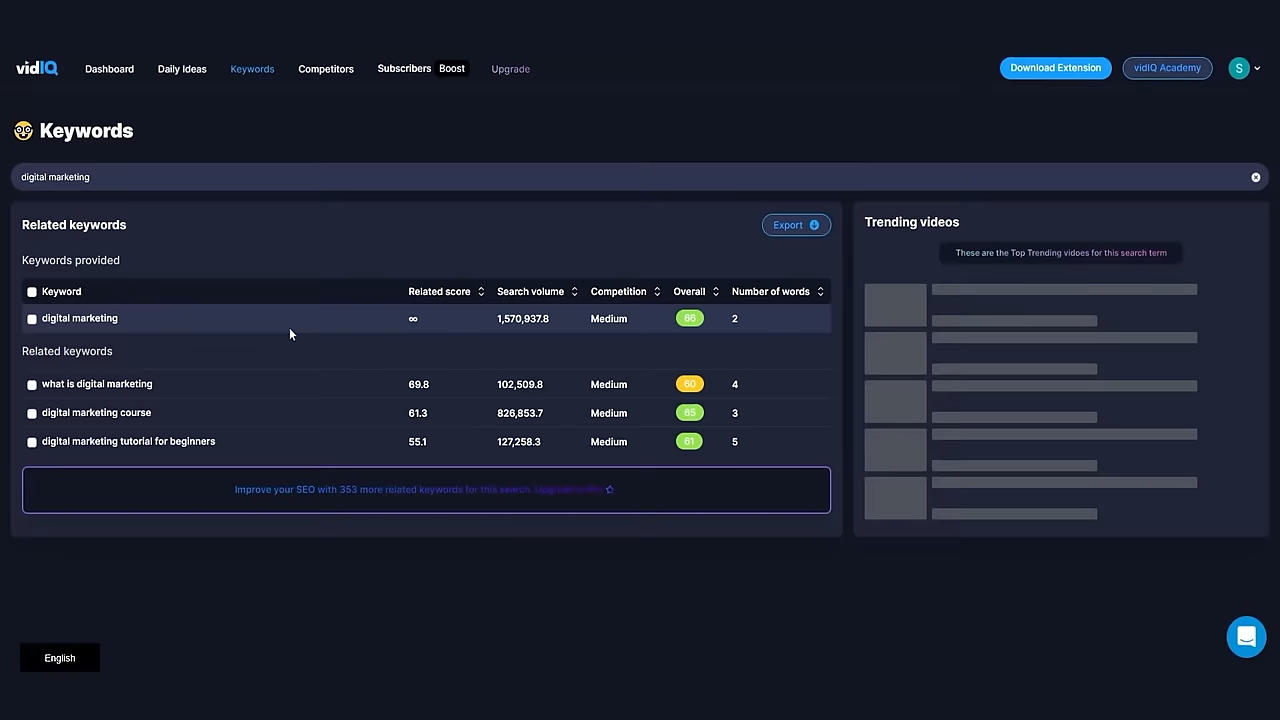 vidIQ Dashboard Daily Ideas Keywords Competitors Subscribers Boost Upgrade Download Extension vidIQ Academy S
Keywords
digital marketing
Related keywords Export
Keywords provided
Keyword Related score Search volume Competition Overall Number of words
digital marketing ∞ 1,570,937.8 Medium 66 2
Related keywords
what is digital marketing 69.8 102,509.8 Medium 60 4
digital marketing course 61.3 826,853.7 Medium 65 3
digital marketing tutorial for beginners 55.1 127,258.3 Medium 61 5
Improve your SEO with 353 more related keywords for this search.
Trending videos
These are the Top Trending vidoes for this search term
English